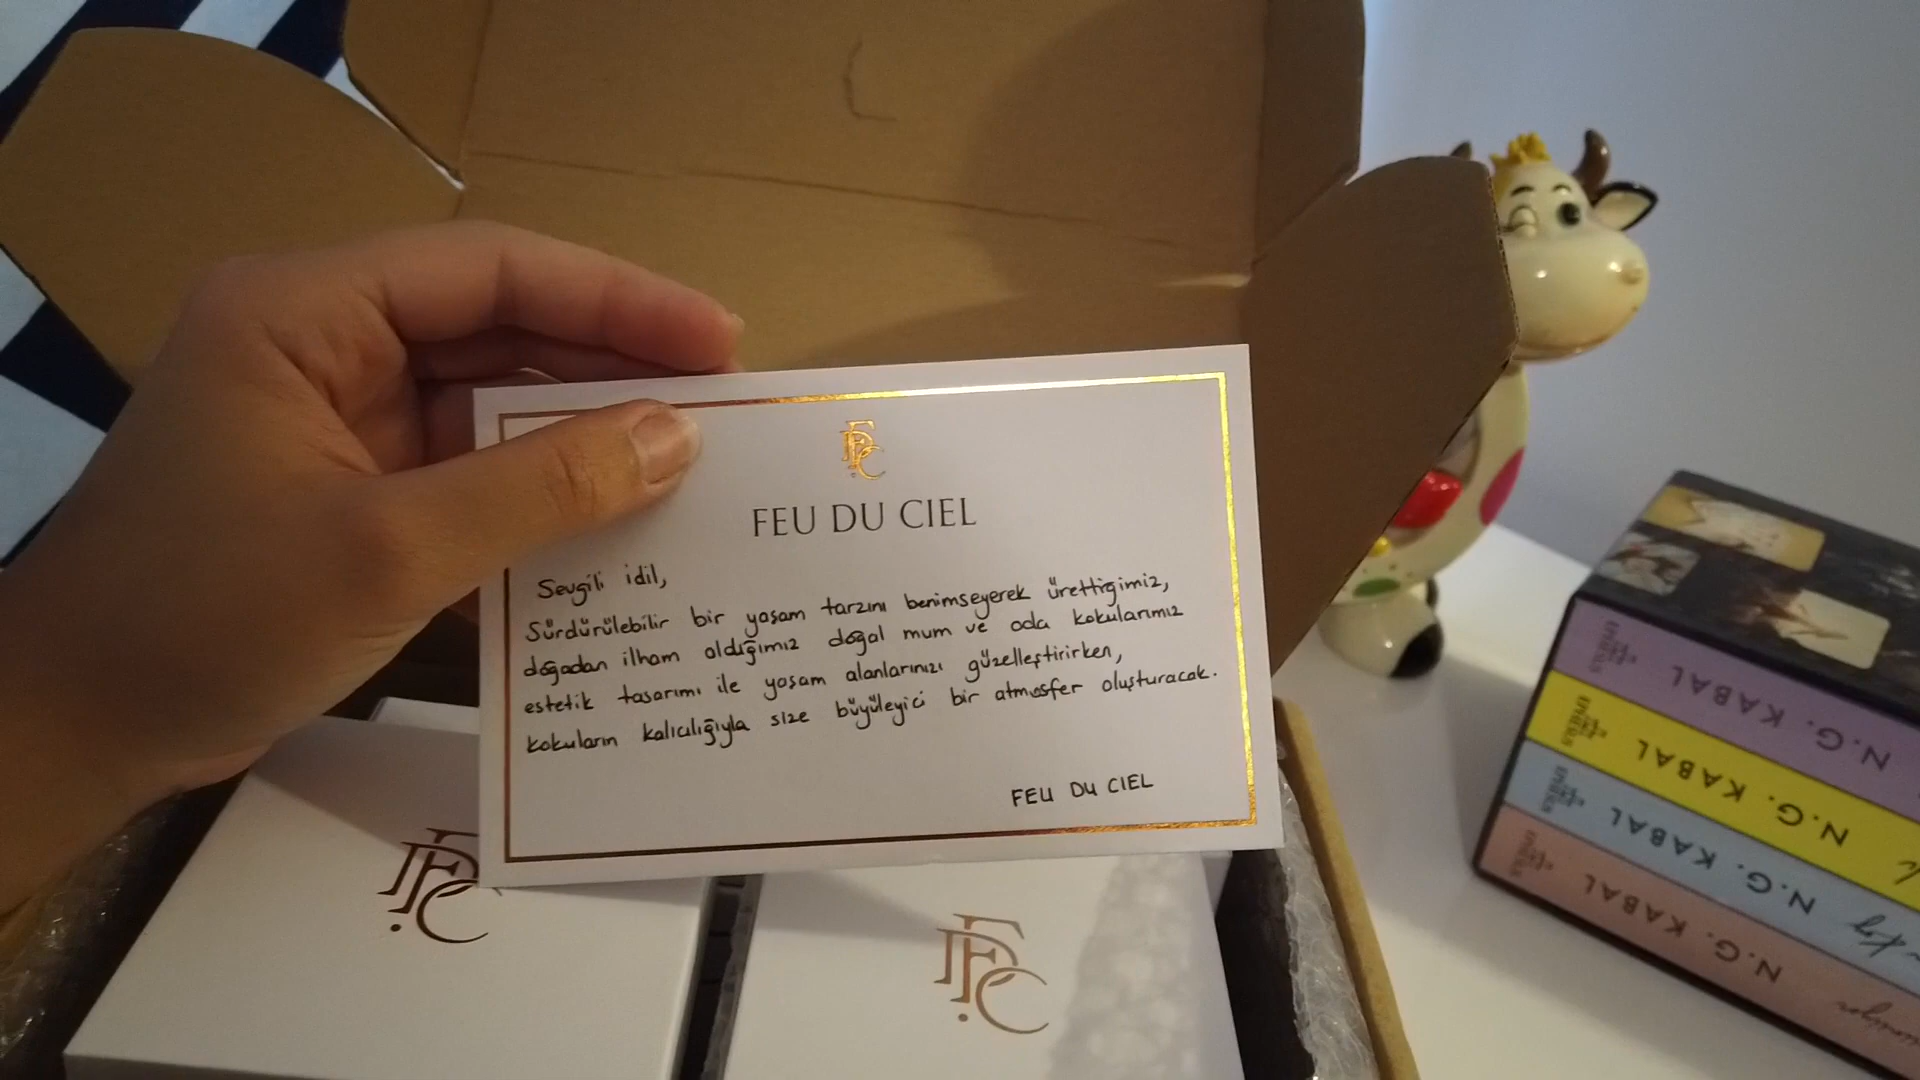 FDC
FEU DU CIEL
Sevgili idil,
Sürdürülebilir bir yaşam tarzını benimseyerek ürettiğimiz,
doğadan ilham aldığımız doğal mum ve oda kokularımız
estetik tasarımı ile yaşam alanlarınızı güzelleştirirken,
kokuların kalıcılığıyla size büyüleyici bir atmosfer oluşturacak.
FEU DU CIEL
FDC
FDC
N.G. KABAL
N.G. KABAL
N.G. KABAL
N.G. KABAL